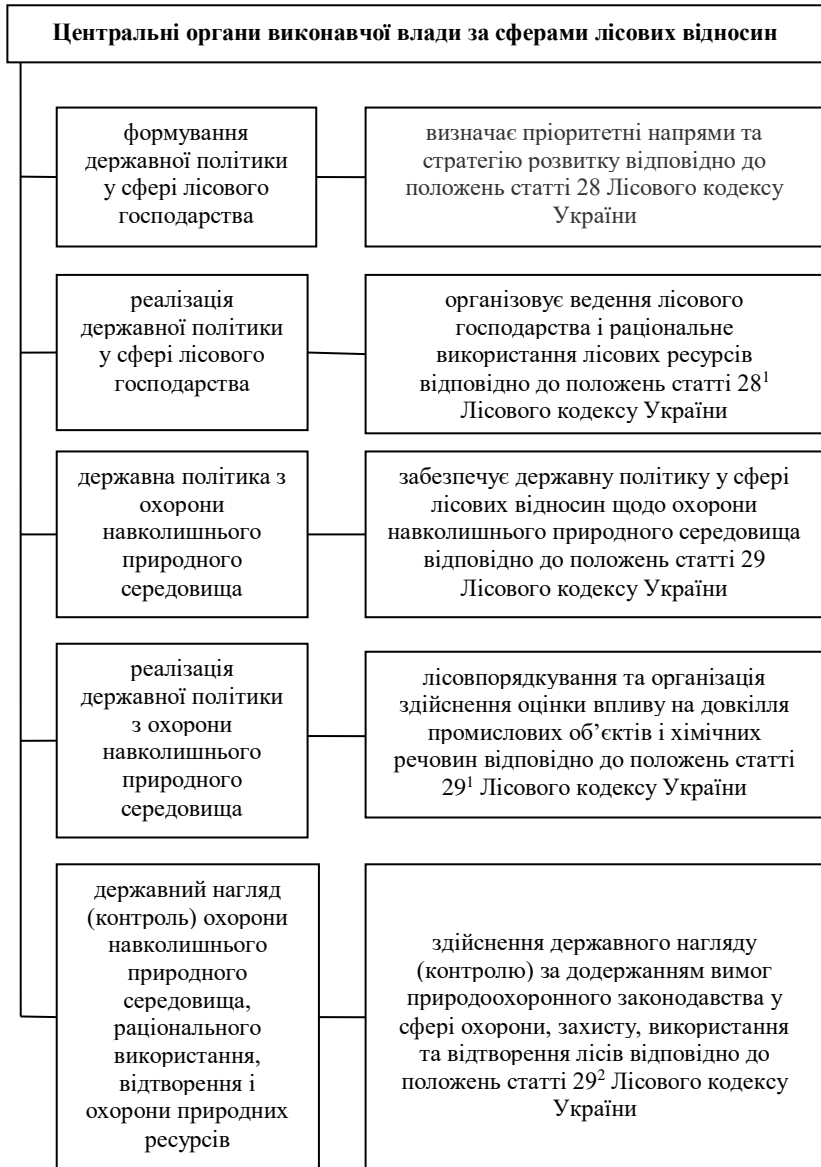 Центральні органи виконавчої влади за сферами лісових відносин
формування
державної політики
у сфері лісового
господарства
визначає пріоритетні напрями та
стратегію розвитку відповідно до
положень статті 28 Лісового кодексу
України
реалізація
державної політики
у сфері лісового
господарства
організовує ведення лісового
господарства і раціональне
використання лісових ресурсів
відповідно до положень статті 28¹
Лісового кодексу України
державна політика з
охорони
навколишнього
природного
середовища
забезпечує державну політику у сфері
лісових відносин щодо охорони
навколишнього природного середовища
відповідно до положень статті 29
Лісового кодексу України
реалізація
державної політики
з охорони
навколишнього
природного
середовища
лісовпорядкування та організація
здійснення оцінки впливу на довкілля
промислових об’єктів і хімічних
речовин відповідно до положень статті
29¹ Лісового кодексу України
державний нагляд
(контроль) охорони
навколишнього
природного
середовища,
раціонального
використання,
відтворення і
охорони природних
ресурсів
здійснення державного нагляду
(контролю) за додержанням вимог
природоохоронного законодавства у
сфері охорони, захисту, використання
та відтворення лісів відповідно до
положень статті 29² Лісового кодексу
України